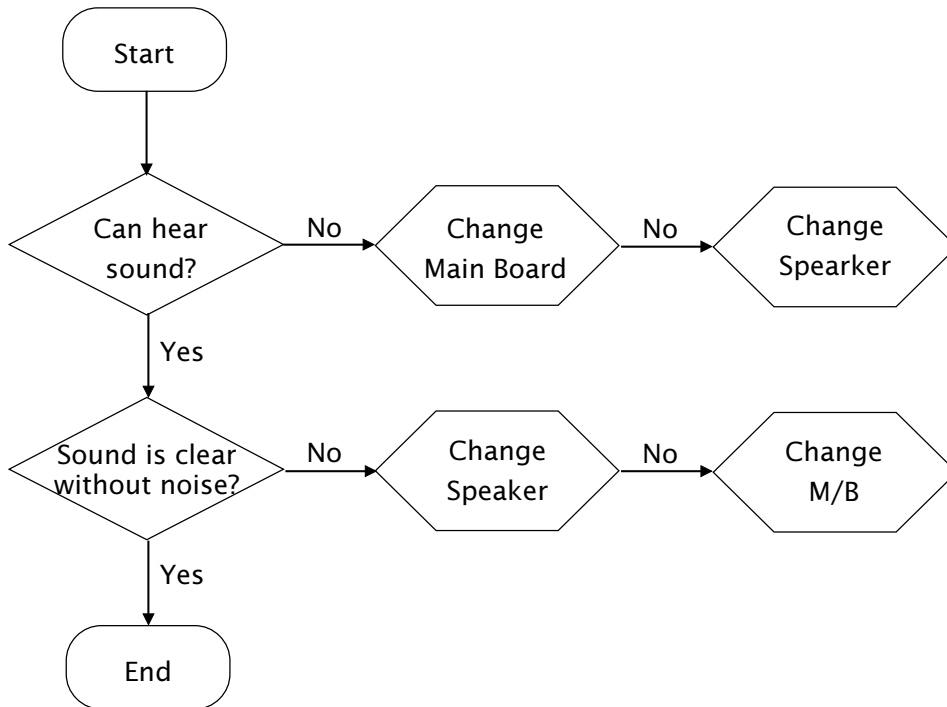 Start
Can hear
sound?
No
Change
Main Board
No
Change
Spearker
Yes
Sound is clear
without noise?
No
Change
Speaker
No
Change
M/B
Yes
End